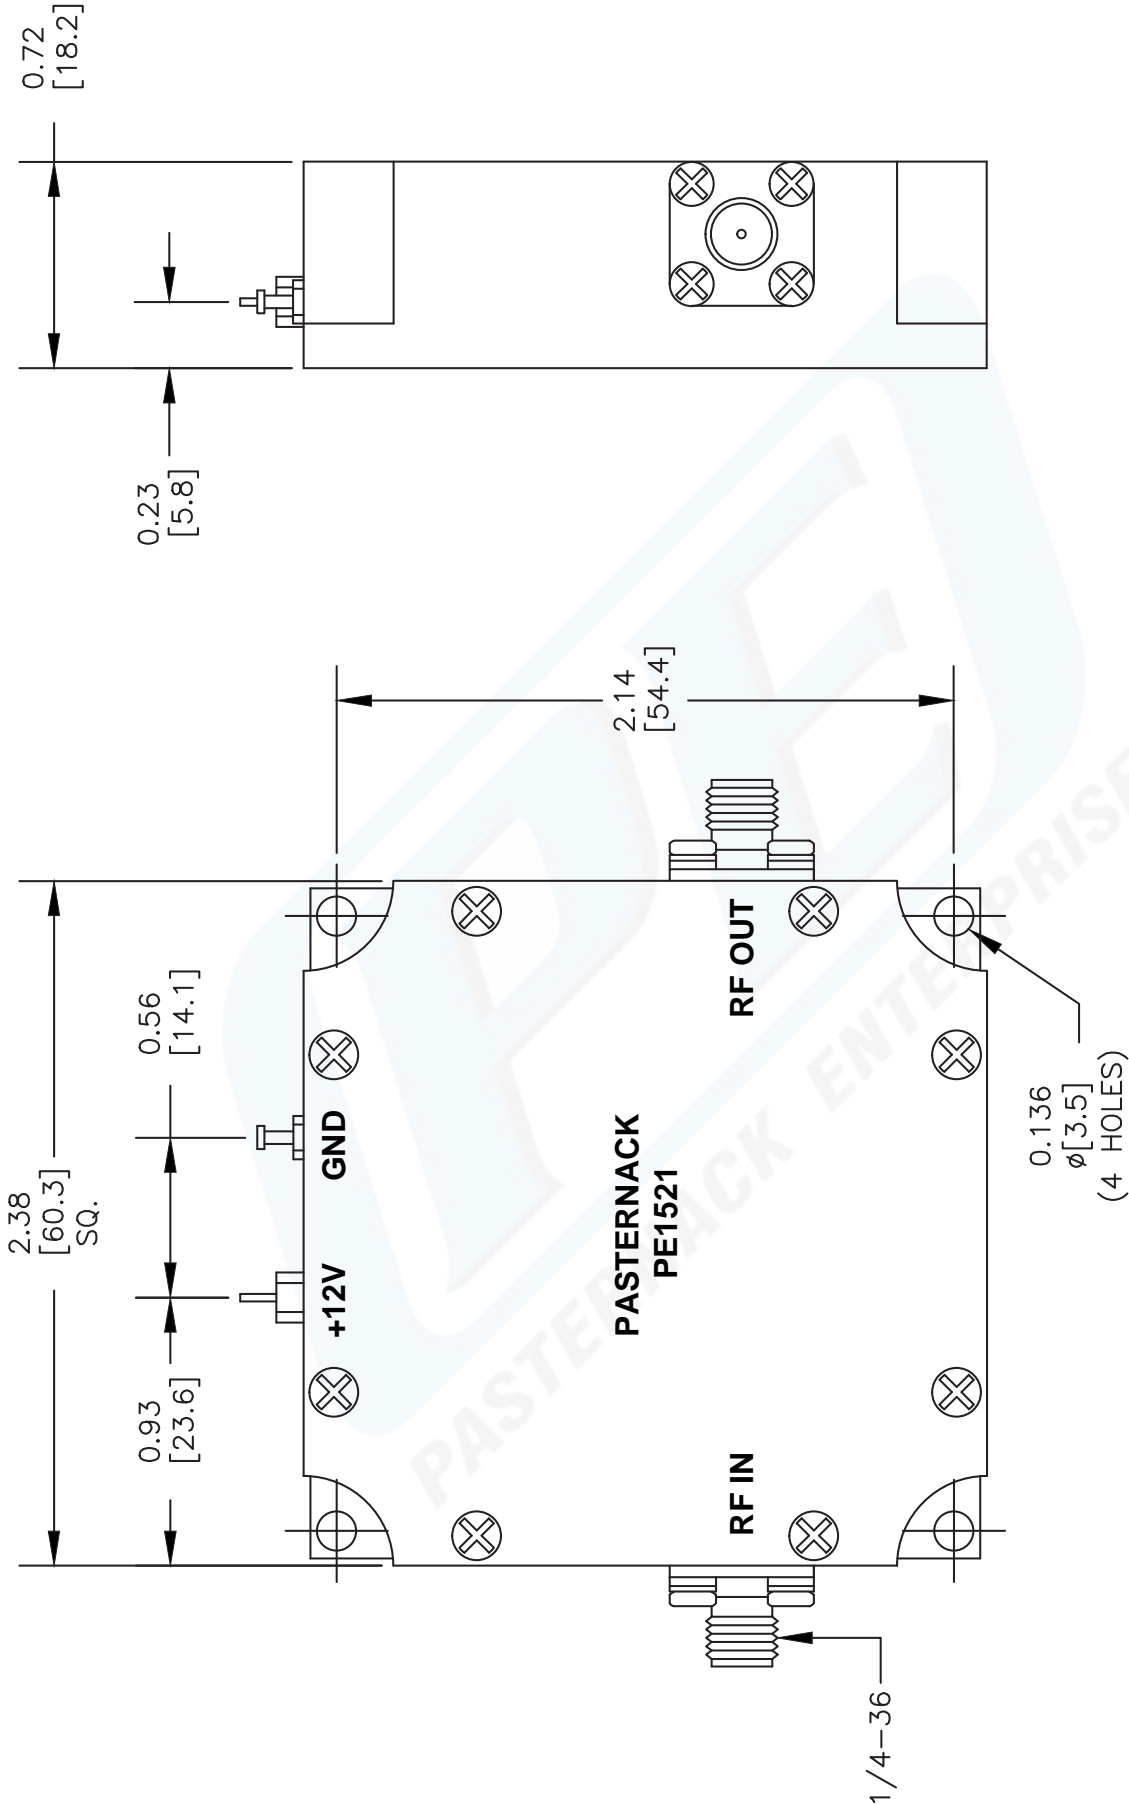 2.38
[60.3]
SQ.
0.93
[23.6]
0.56
[14.1]
0.23
[5.8]
0.72
[18.2]
+12V
GND
PASTERNACK
PE1521
RF IN
RF OUT
2.14
[54.4]
1/4-36
0.136
ø[3.5]
(4 HOLES)
PE
PASTERNACK ENTERPRISE